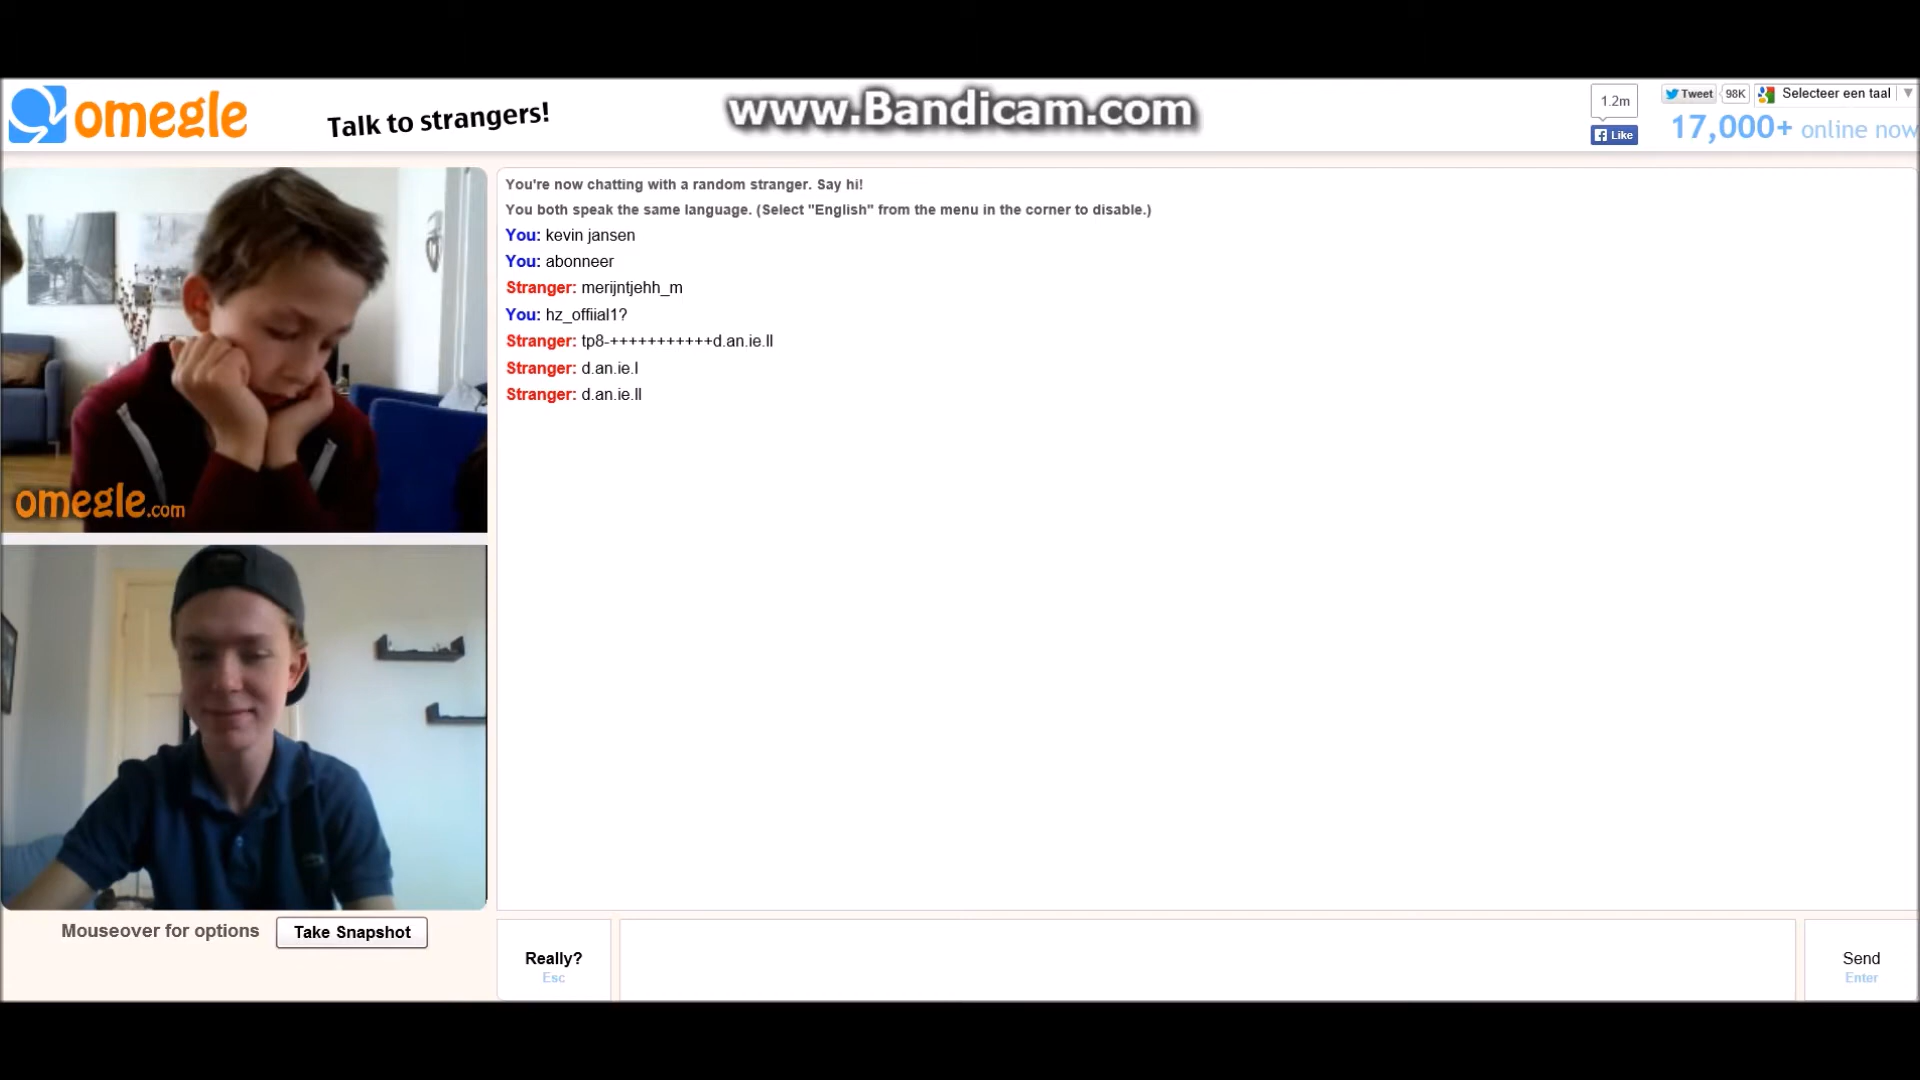 omegle
Talk to strangers!
www.Bandicam.com
1.2m
Like
Tweet
98K
Selecteer een taal
17,000+ online now
You're now chatting with a random stranger. Say hi!
You both speak the same language. (Select "English" from the menu in the corner to disable.)
You: kevin jansen
You: abonneer
Stranger: merijntjehh_m
You: hz_offiial1?
Stranger: tp8-+++++++++++d.an.ie.ll
Stranger: d.an.ie.l
Stranger: d.an.ie.ll
omegle.com
Mouseover for options
Take Snapshot
Really?
Esc
Send
Enter